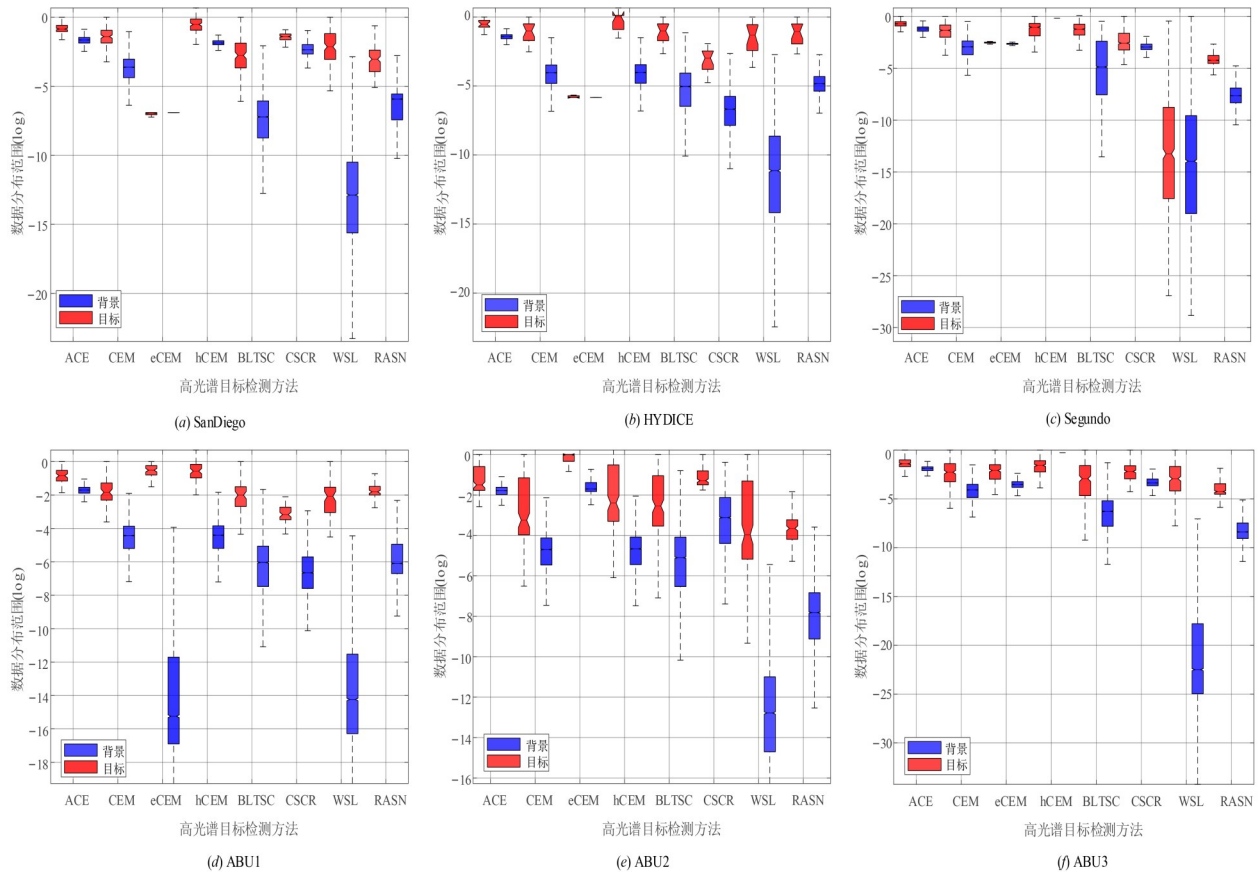 数据分布范围(log)
0
−5
−10
−15
−20
背景
目标
ACE CEM eCEM hCEM BLTSC CSCR WSL RASN
高光谱目标检测方法
(a) SanDiego
数据分布范围(log)
0
−5
−10
−15
−20
背景
目标
ACE CEM eCEM hCEM BLTSC CSCR WSL RASN
高光谱目标检测方法
(b) HYDICE
数据分布范围(log)
0
−5
−10
−15
−20
−25
−30
背景
目标
ACE CEM eCEM hCEM BLTSC CSCR WSL RASN
高光谱目标检测方法
(c) Segundo
数据分布范围(log)
0
−2
−4
−6
−8
−10
−12
−14
−16
−18
背景
目标
ACE CEM eCEM hCEM BLTSC CSCR WSL RASN
高光谱目标检测方法
(d) ABU1
数据分布范围(log)
0
−2
−4
−6
−8
−10
−12
−14
−16
背景
目标
ACE CEM eCEM hCEM BLTSC CSCR WSL RASN
高光谱目标检测方法
(e) ABU2
数据分布范围(log)
0
−5
−10
−15
−20
−25
−30
背景
目标
ACE CEM eCEM hCEM BLTSC CSCR WSL RASN
高光谱目标检测方法
(f) ABU3